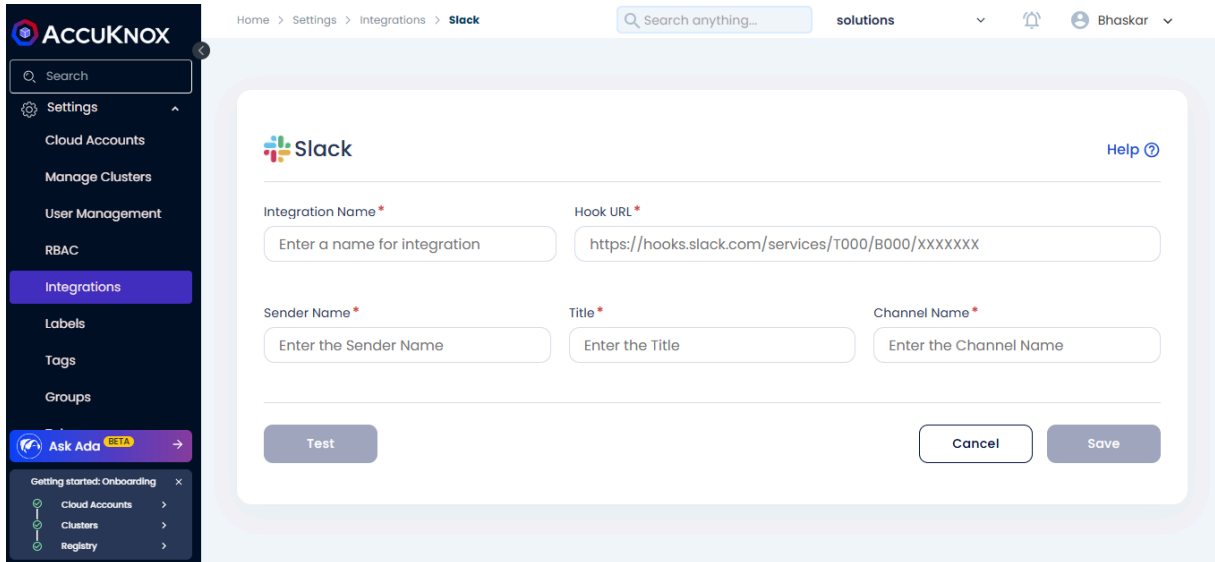 ACCUKNOX
Home > Settings > Integrations > Slack
Search anything...
solutions
Bhaskar
Search
Settings
Cloud Accounts
Manage Clusters
User Management
RBAC
Integrations
Labels
Tags
Groups
Ask Ada BETA
Getting started: Onboarding
Cloud Accounts
Clusters
Registry
Slack
Help
Integration Name*
Hook URL*
Enter a name for integration
https://hooks.slack.com/services/T000/B000/XXXXXXX
Sender Name*
Title*
Channel Name*
Enter the Sender Name
Enter the Title
Enter the Channel Name
Test
Cancel
Save